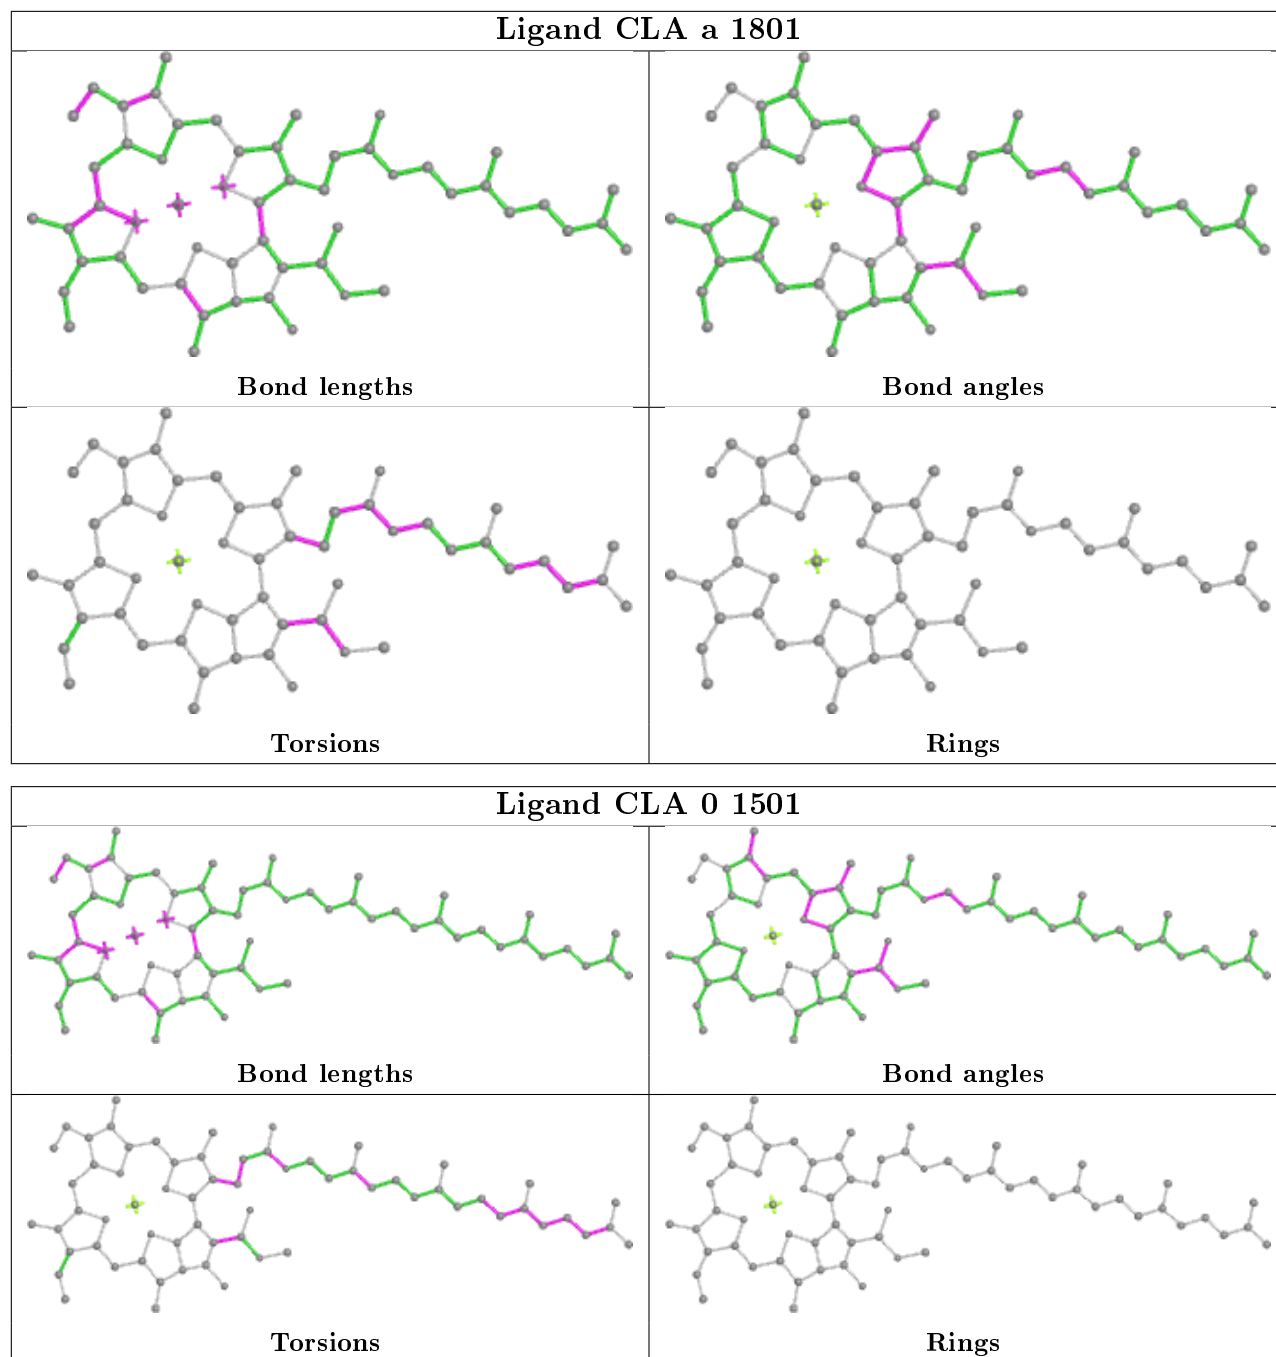 Ligand CLA a 1801
Bond lengths
Bond angles
Torsions
Rings
Ligand CLA 0 1501
Bond lengths
Bond angles
Torsions
Rings